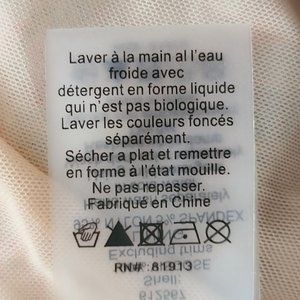 Laver à la main al l'eau
froide avec
détergent en forme liquide
qui n'est pas biologique.
Laver les couleurs foncés
séparément.
Sécher a plat et remettre
en forme à l'état mouille.
Ne pas repasser.
Fabriqué en Chine
RN#: 81913